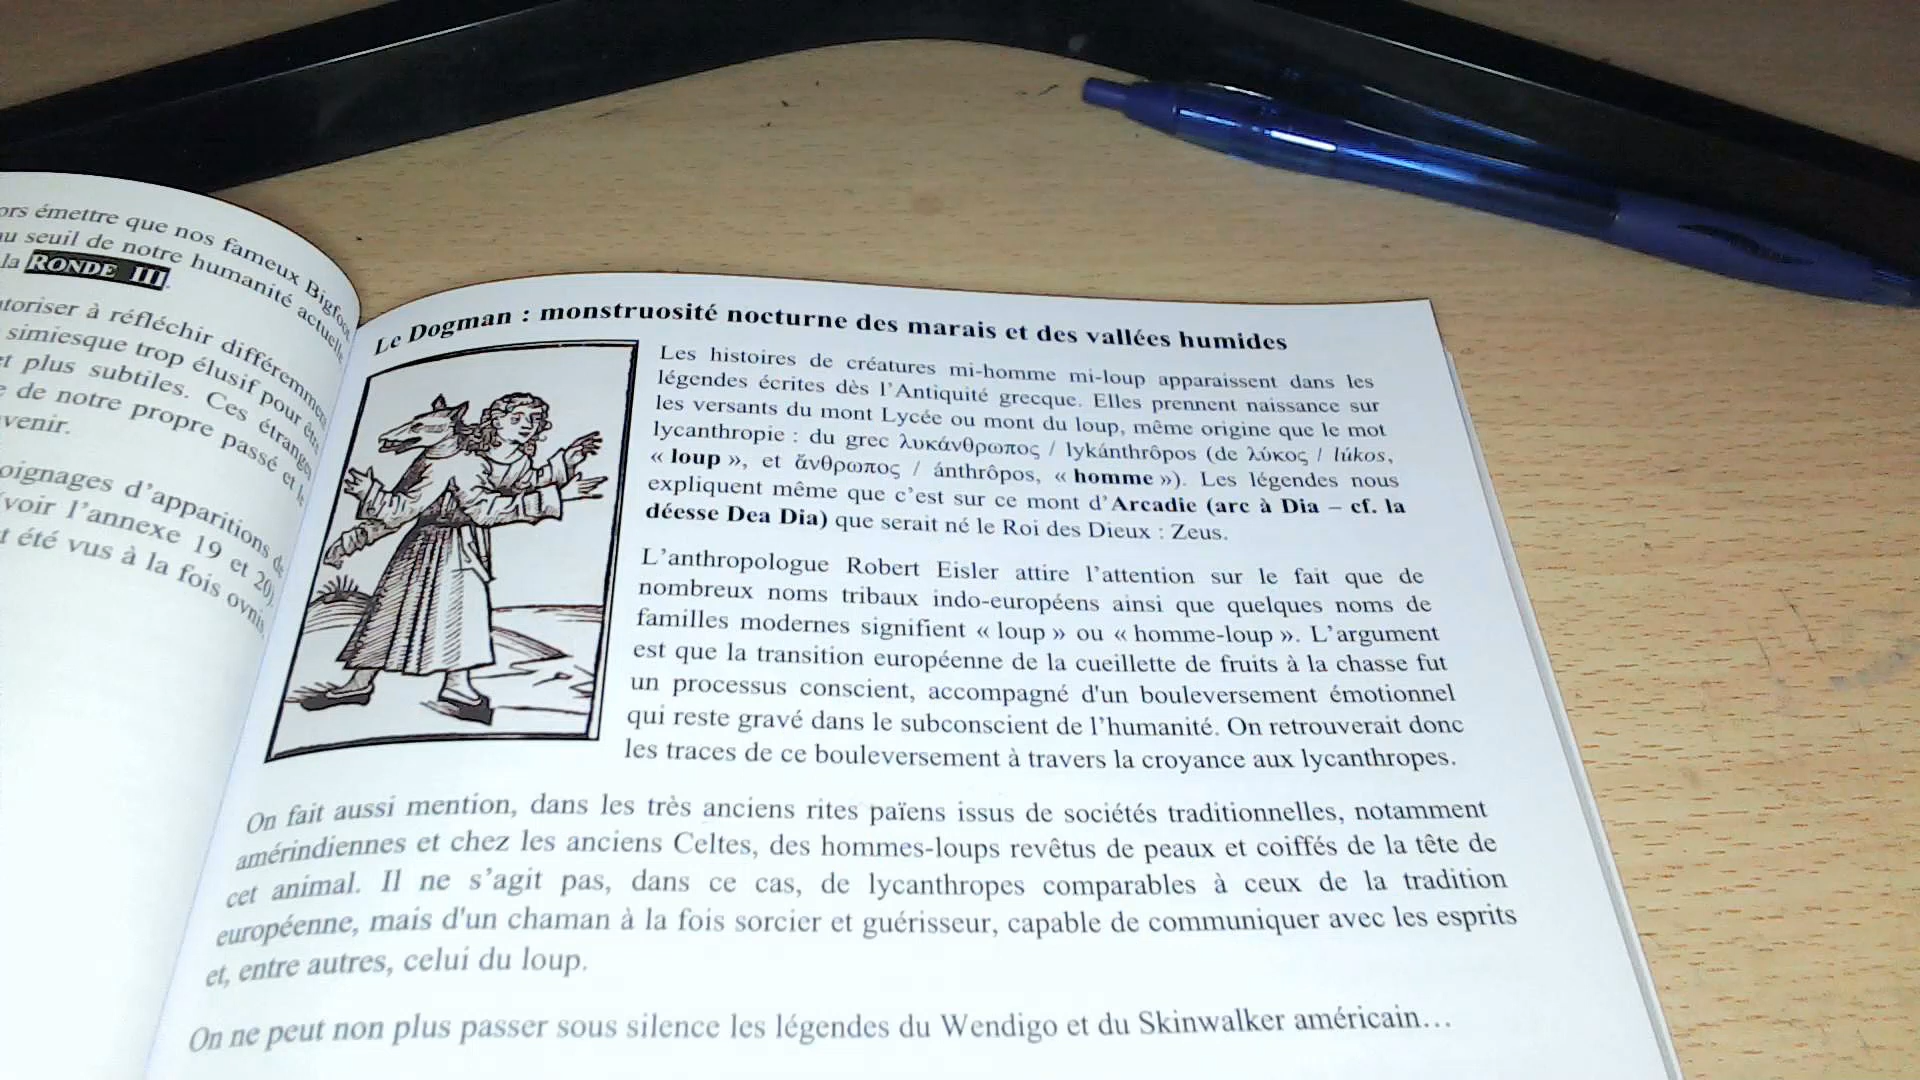 ors émettre que nos fameux Bigfoot
au seuil de notre humanité actuelle
la RONDE III.
toriser à réfléchir différemment
simiesque trop élusif pour être
et plus subtiles. Ces étranges
de notre propre passé et le
venir.
oignages d'apparitions de
(voir l'annexe 19 et 20).
t été vus à la fois ovnis,
Le Dogman : monstruosité nocturne des marais et des vallées humides
Les histoires de créatures mi-homme mi-loup apparaissent dans les
légendes écrites dès l'Antiquité grecque. Elles prennent naissance sur
les versants du mont Lycée ou mont du loup, même origine que le mot
lycanthropie : du grec λυκάνθρωπος / lykánthrôpos (de λύκος / lúkos,
« loup », et ἄνθρωπος / ánthrôpos, « homme »). Les légendes nous
expliquent même que c'est sur ce mont d'Arcadie (arc à Dia – cf. la
déesse Dea Dia) que serait né le Roi des Dieux : Zeus.
L'anthropologue Robert Eisler attire l'attention sur le fait que de
nombreux noms tribaux indo-européens ainsi que quelques noms de
familles modernes signifient « loup » ou « homme-loup ». L'argument
est que la transition européenne de la cueillette de fruits à la chasse fut
un processus conscient, accompagné d'un bouleversement émotionnel
qui reste gravé dans le subconscient de l'humanité. On retrouverait donc
les traces de ce bouleversement à travers la croyance aux lycanthropes.
On fait aussi mention, dans les très anciens rites païens issus de sociétés traditionnelles, notamment
amérindiennes et chez les anciens Celtes, des hommes-loups revêtus de peaux et coiffés de la tête de
cet animal. Il ne s'agit pas, dans ce cas, de lycanthropes comparables à ceux de la tradition
européenne, mais d'un chaman à la fois sorcier et guérisseur, capable de communiquer avec les esprits
et, entre autres, celui du loup.
On ne peut non plus passer sous silence les légendes du Wendigo et du Skinwalker américain…